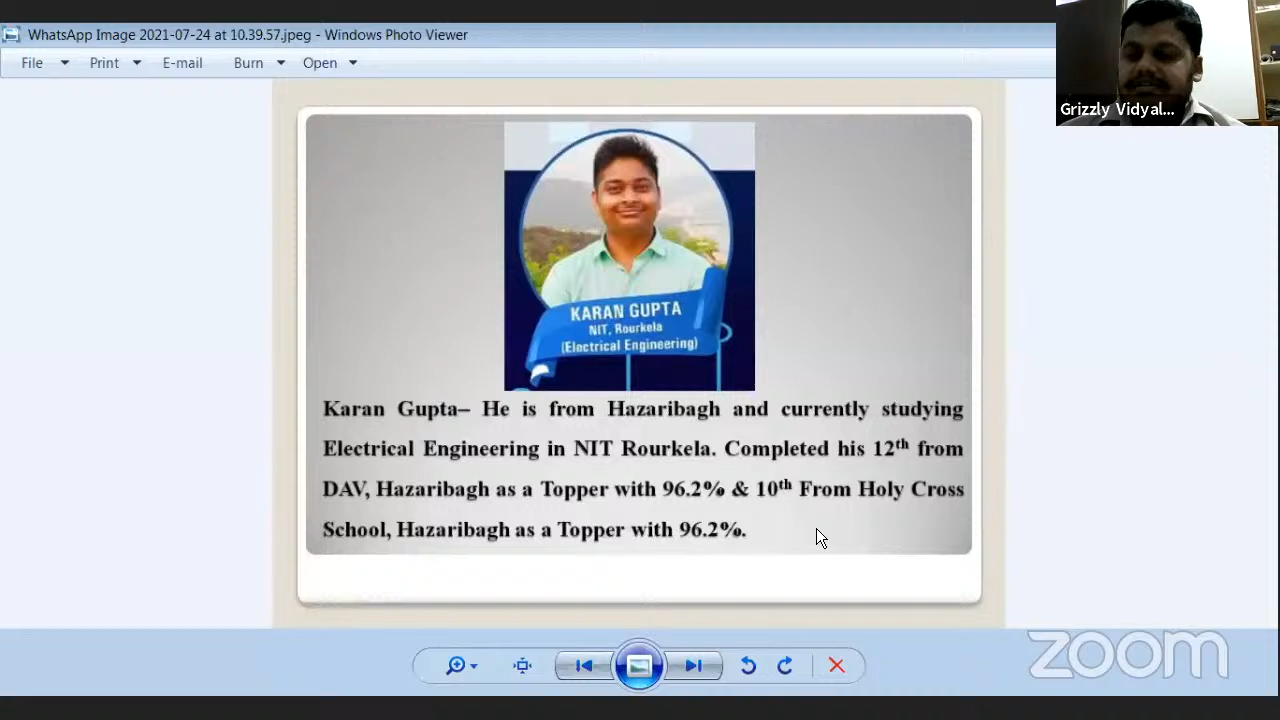 WhatsApp Image 2021-07-24 at 10.39.57.jpeg - Windows Photo Viewer
File Print E-mail Burn Open
Grizzly Vidyal...
KARAN GUPTA
NIT, Rourkela
(Electrical Engineering)
Karan Gupta– He is from Hazaribagh and currently studying
Electrical Engineering in NIT Rourkela. Completed his 12th from
DAV, Hazaribagh as a Topper with 96.2% & 10th From Holy Cross
School, Hazaribagh as a Topper with 96.2%.
zoom